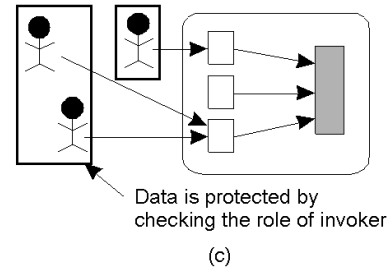 Data is protected by
checking the role of invoker
(c)